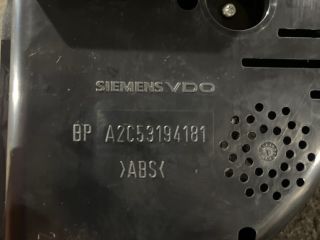 SIEMENS VDO
BP A2C53194181
>ABS<